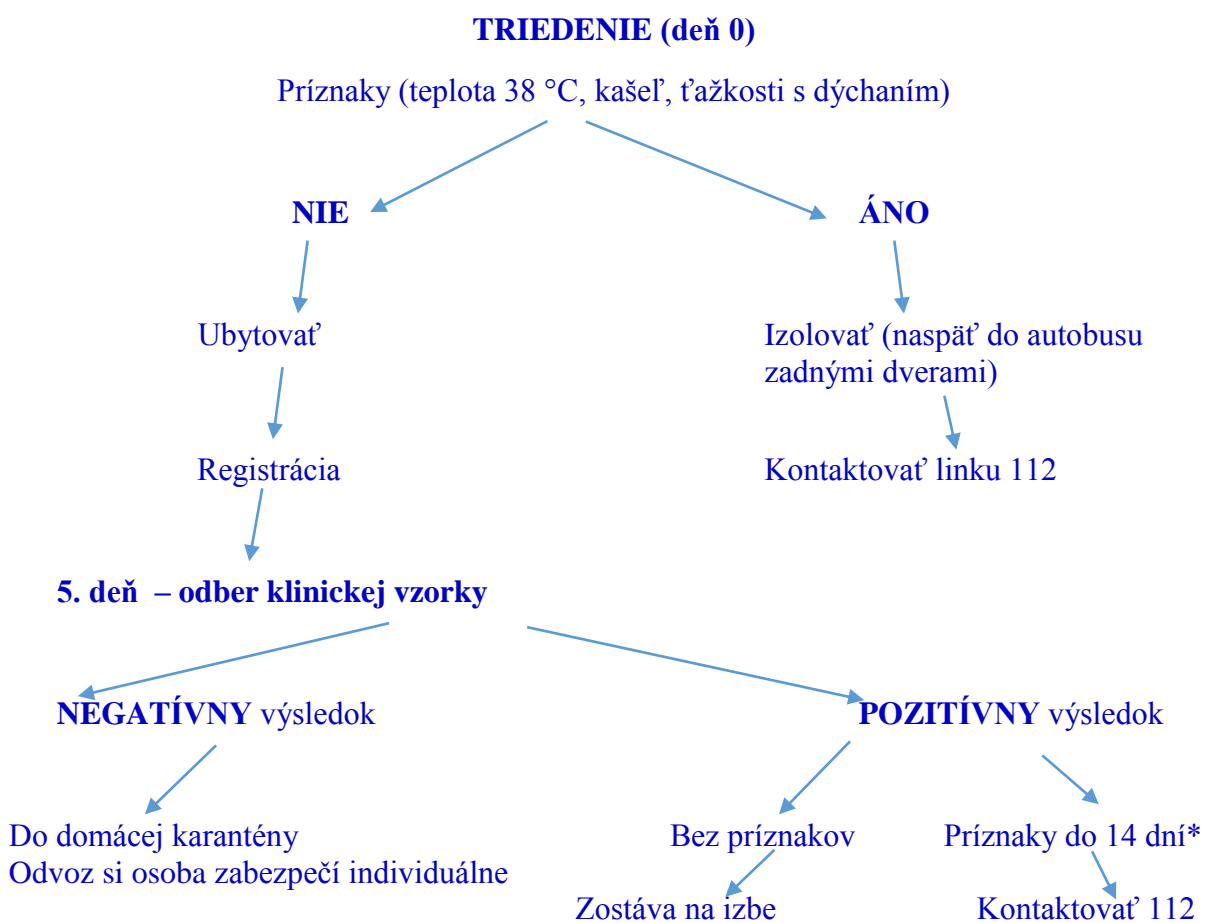 TRIEDENIE (deň 0)
Príznaky (teplota 38 °C, kašeľ, ťažkosti s dýchaním)
NIE
ÁNO
Ubytovať
Izolovať (naspäť do autobusu
zadnými dverami)
Registrácia
Kontaktovať linku 112
5. deň – odber klinickej vzorky
NEGATÍVNY výsledok
POZITÍVNY výsledok
Do domácej karantény
Odvoz si osoba zabezpečí individuálne
Bez príznakov
Príznaky do 14 dní*
Zostáva na izbe
Kontaktovať 112